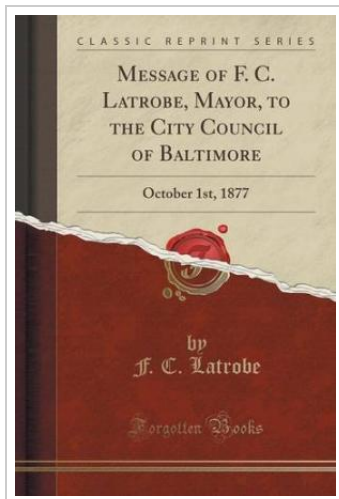 CLASSIC REPRINT SERIES
MESSAGE OF F. C.
LATROBE, MAYOR, TO
THE CITY COUNCIL
OF BALTIMORE
October 1st, 1877
by
F. C. Latrobe
Forgotten Books